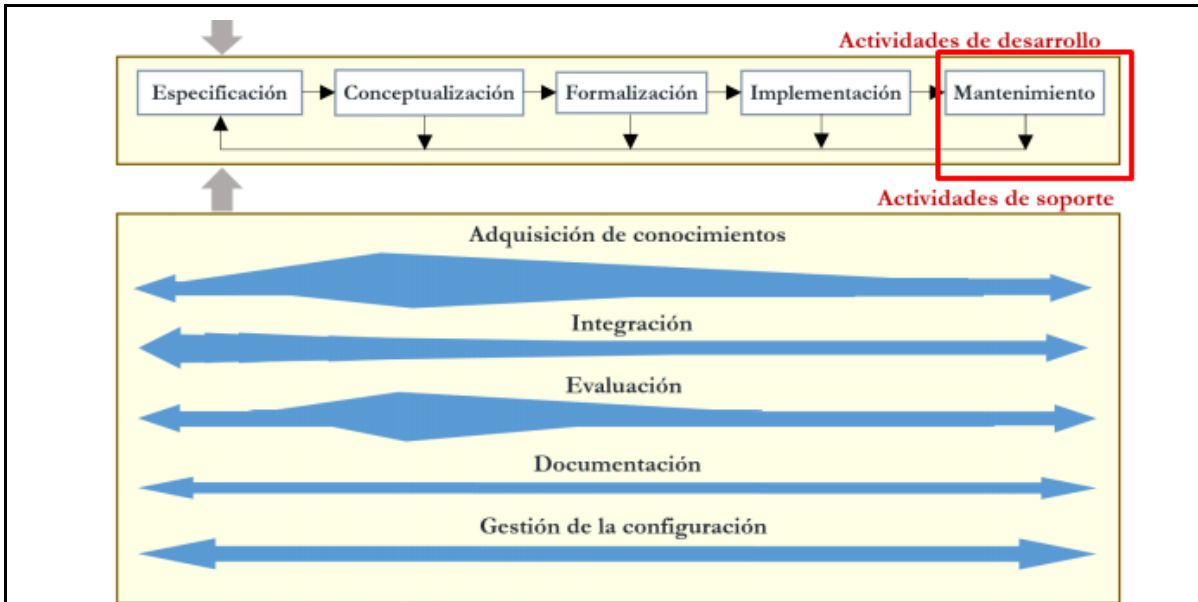 Actividades de desarrollo
Especificación
Conceptualización
Formalización
Implementación
Mantenimiento
Actividades de soporte
Adquisición de conocimientos
Integración
Evaluación
Documentación
Gestión de la configuración